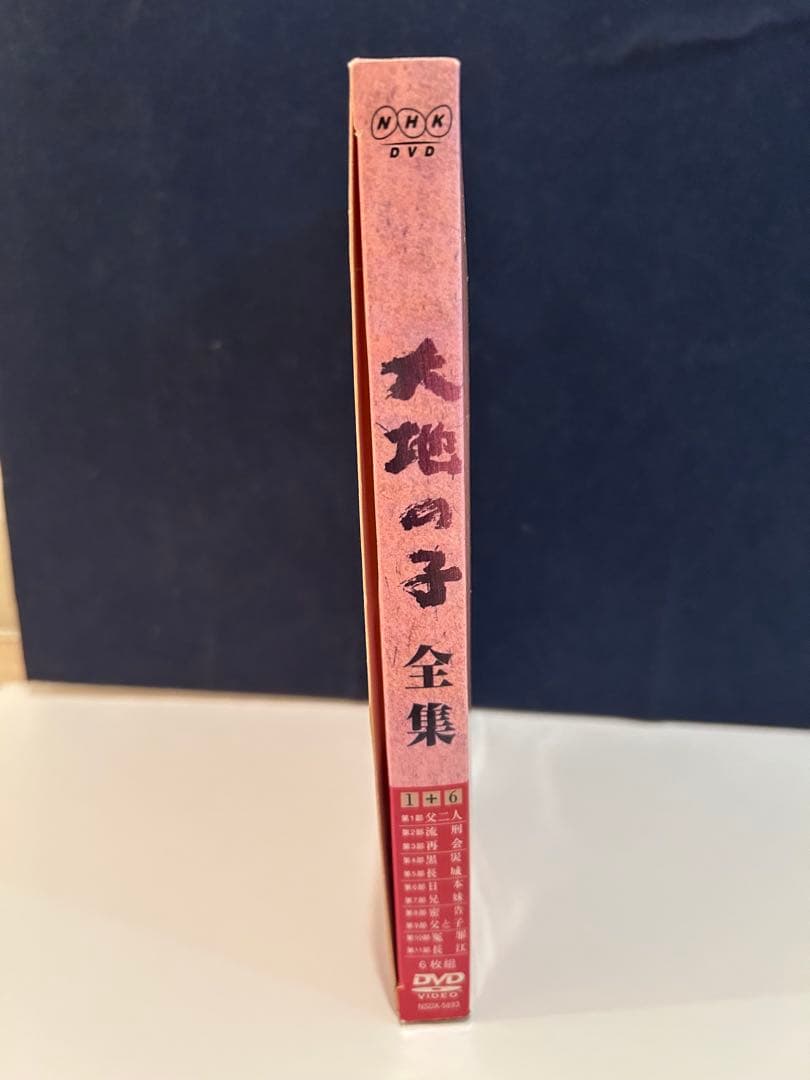 NHK
DVD
大地の子
全集
1+6
第1部 父二人
第2部 流刑
第3部 再会
第4部 黒災
第5部 長城
第6部 日本
第7部 兄妹
第8部 密告
第9部 父と子
第10部 冤罪
第11部 長江
6枚組
DVD
VIDEO
NSDA-5693